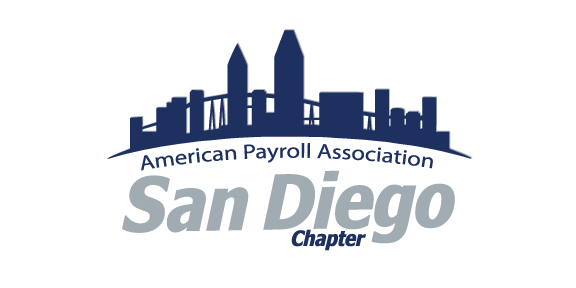 American Payroll Association
San Diego
Chapter